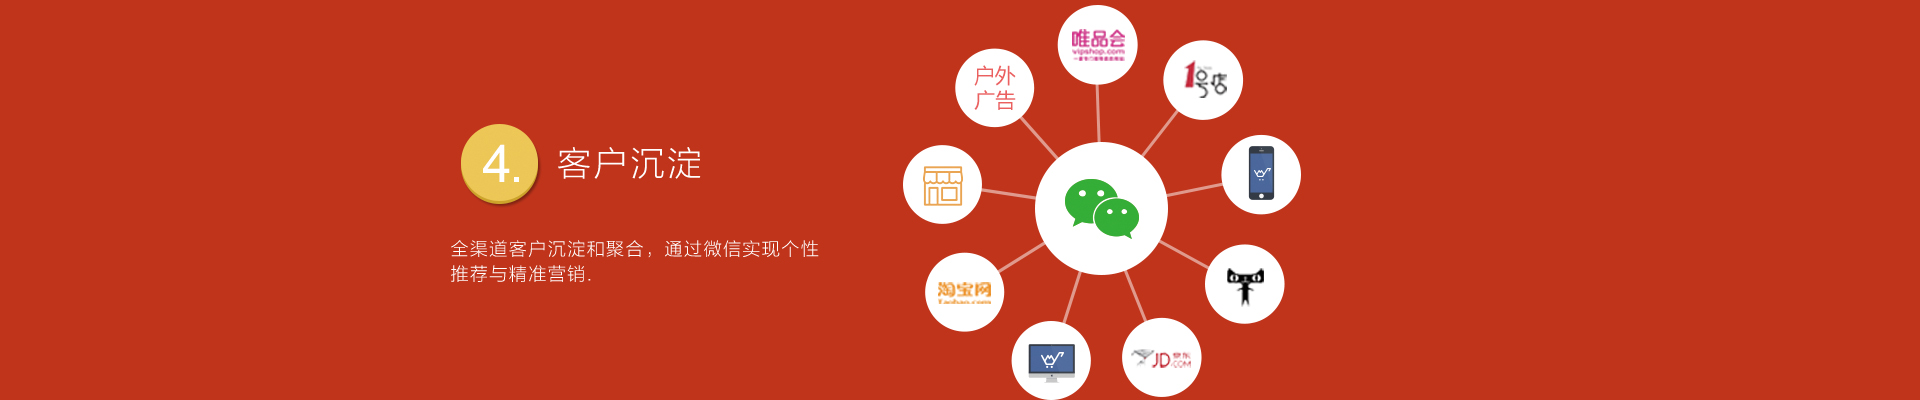 4.
客户沉淀
全渠道客户沉淀和聚合，通过微信实现个性
推荐与精准营销.
唯品会
vipshop.com
1号店
户外
广告
淘宝网
Taobao.com
JD京东
.COM